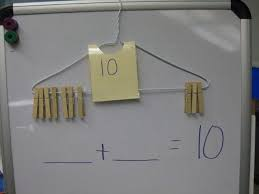 10
___ + ___ = 10